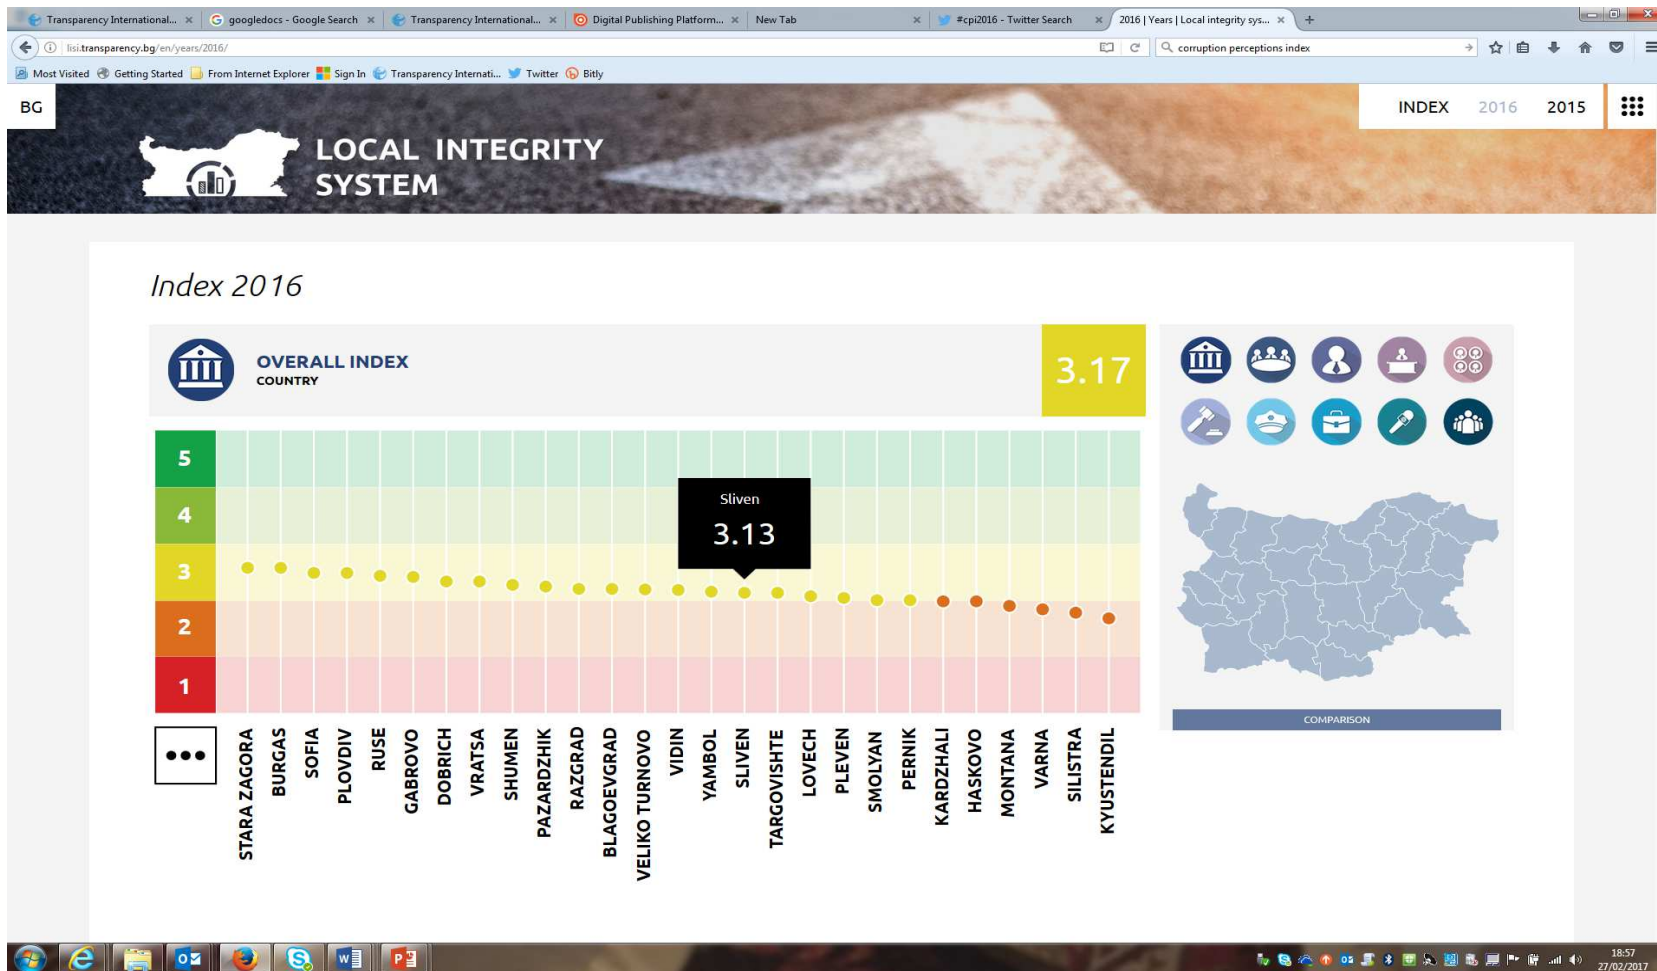 Transparency International...
googledocs - Google Search
Transparency International...
Digital Publishing Platform...
New Tab
#cpi2016 - Twitter Search
2016 | Years | Local integrity sys...
lisi.transparency.bg/en/years/2016/
corruption perceptions index
Most Visited
Getting Started
From Internet Explorer
Sign In
Transparency Internati...
Twitter
Bitly
BG
INDEX 2016 2015
LOCAL INTEGRITY
SYSTEM
Index 2016
OVERALL INDEX
COUNTRY
3.17
5
4
3
2
1
Sliven
3.13
STARA ZAGORA
BURGAS
SOFIA
PLOVDIV
RUSE
GABROVO
DOBRICH
VRATSA
SHUMEN
PAZARDZHIK
RAZGRAD
BLAGOEVGRAD
VELIKO TURNOVO
VIDIN
YAMBOL
SLIVEN
TARGOVISHTE
LOVECH
PLEVEN
SMOLYAN
PERNIK
KARDZHALI
HASKOVO
MONTANA
VARNA
SILISTRA
KYUSTENDIL
COMPARISON
18:57
27/02/2017